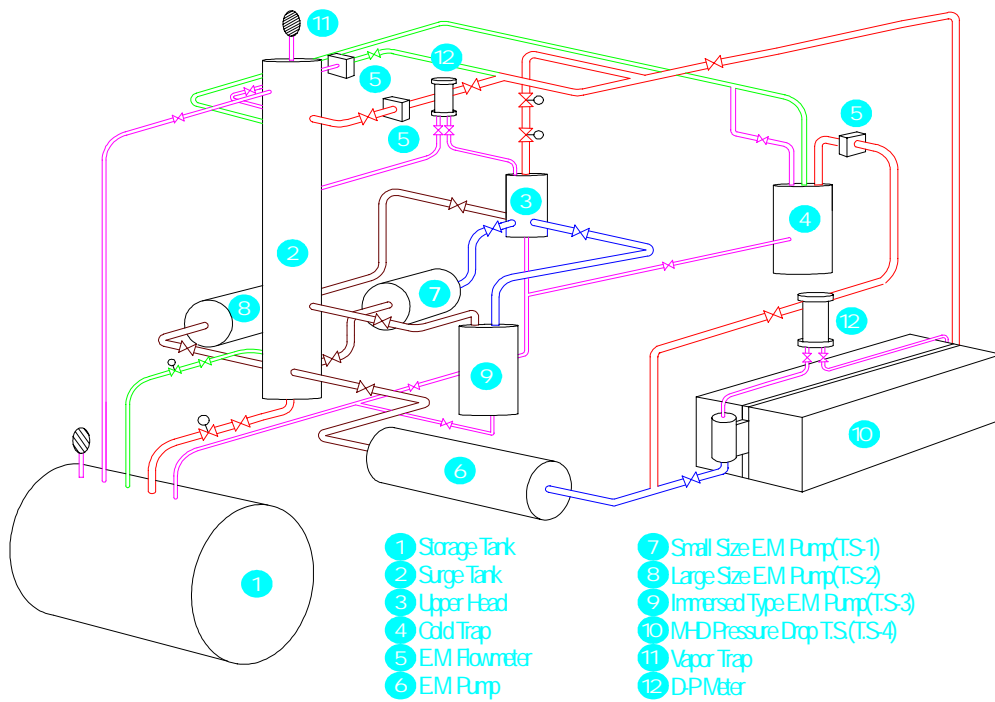 11
12
5
5
5
3
4
2
7
8
12
9
10
6
1
1 Storage Tank
2 Surge Tank
3 Upper Head
4 Cold Trap
5 E.M. Flowmeter
6 E.M. Pump
7 Small Size E.M. Pump(T.S-1)
8 Large Size E.M. Pump(T.S-2)
9 Immersed Type E.M. Pump(T.S-3)
10 MHD Pressure Drop T.S.(T.S-4)
11 Vapor Trap
12 D-P Meter